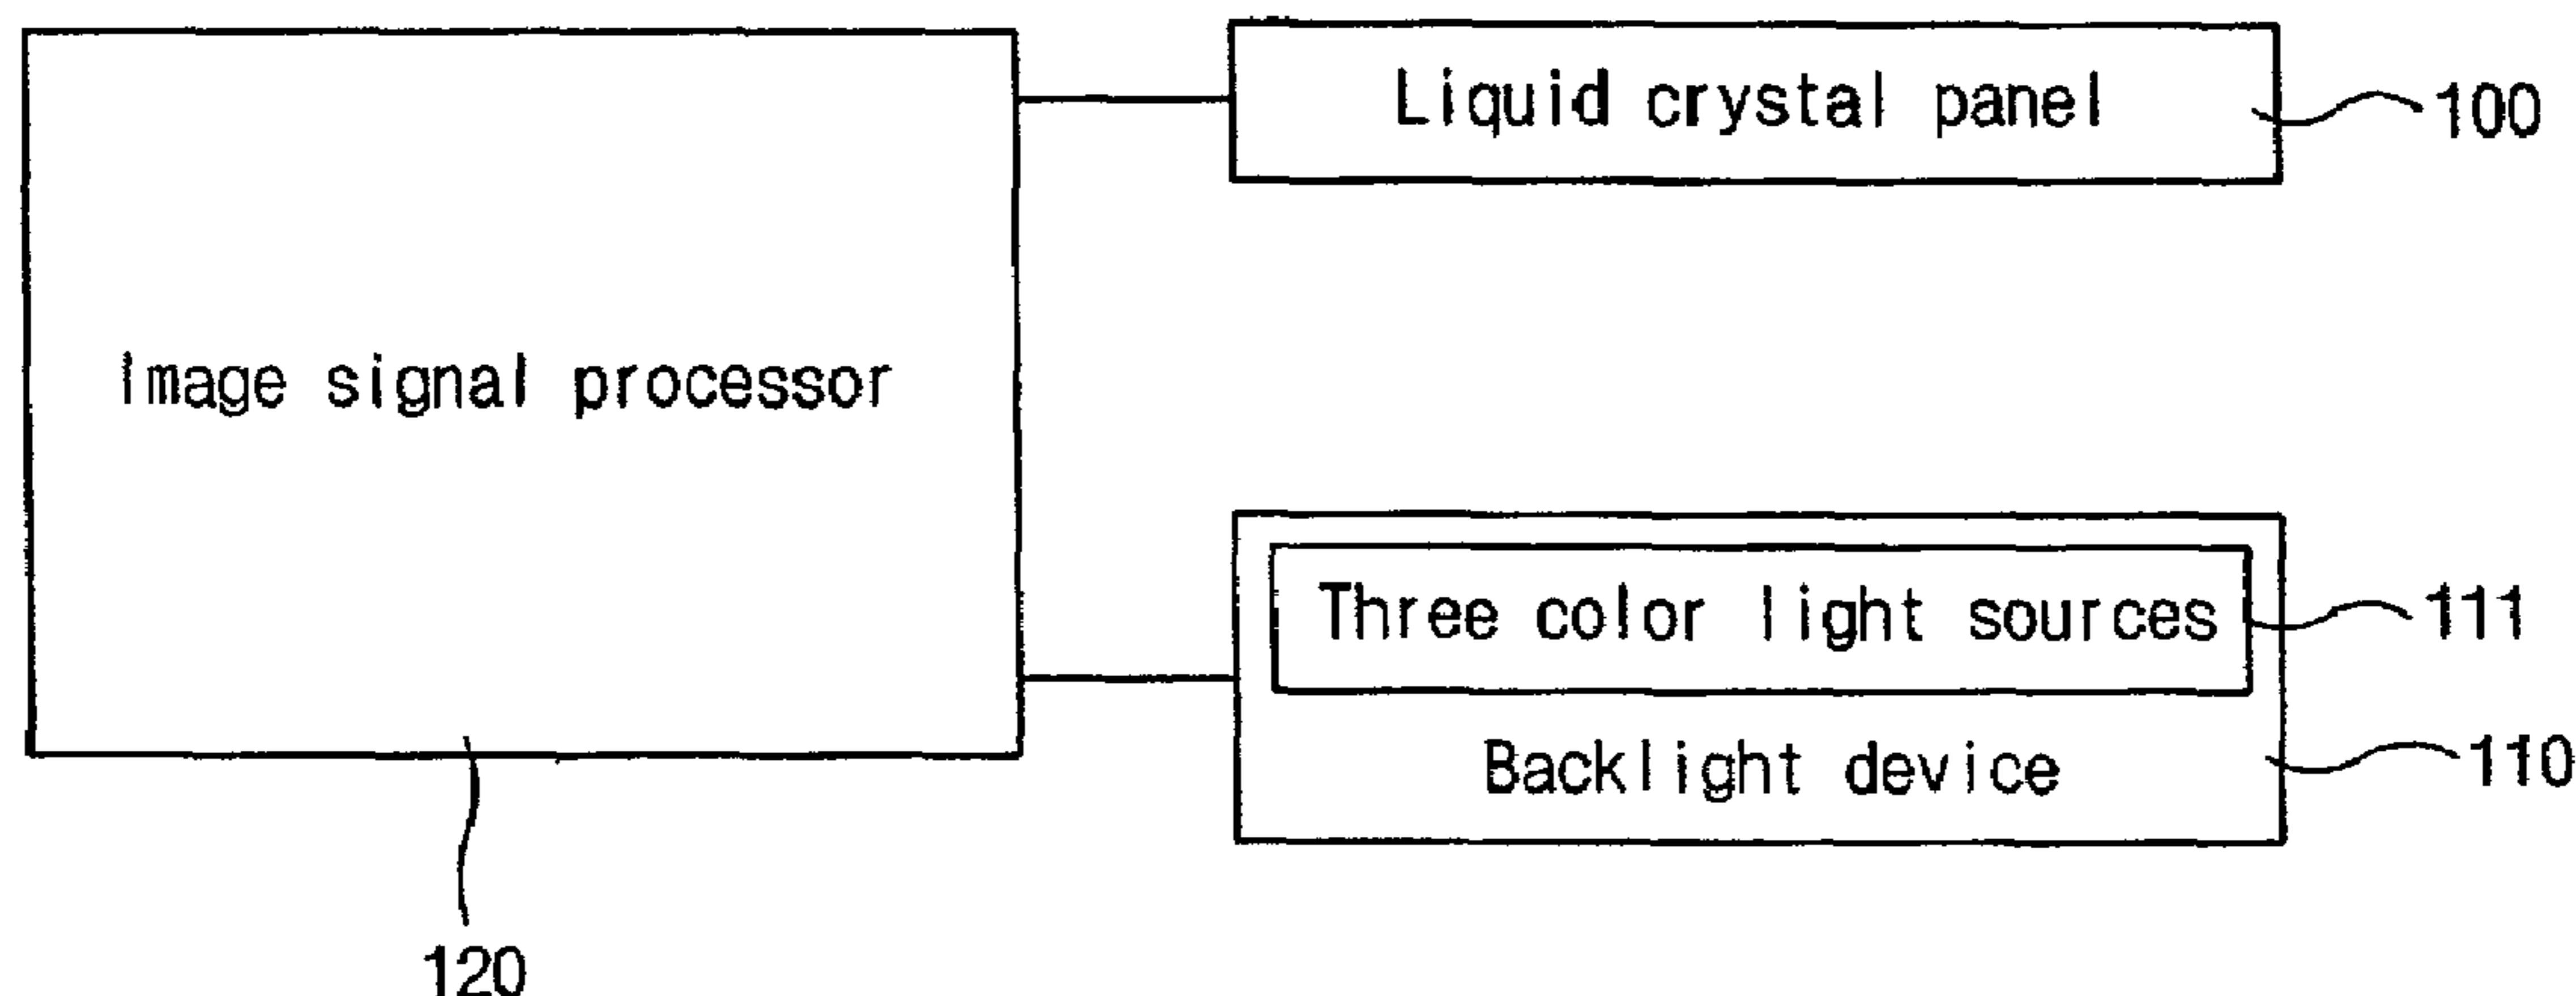 Liquid crystal panel
100
Image signal processor
Three color light sources
111
Backlight device
110
120